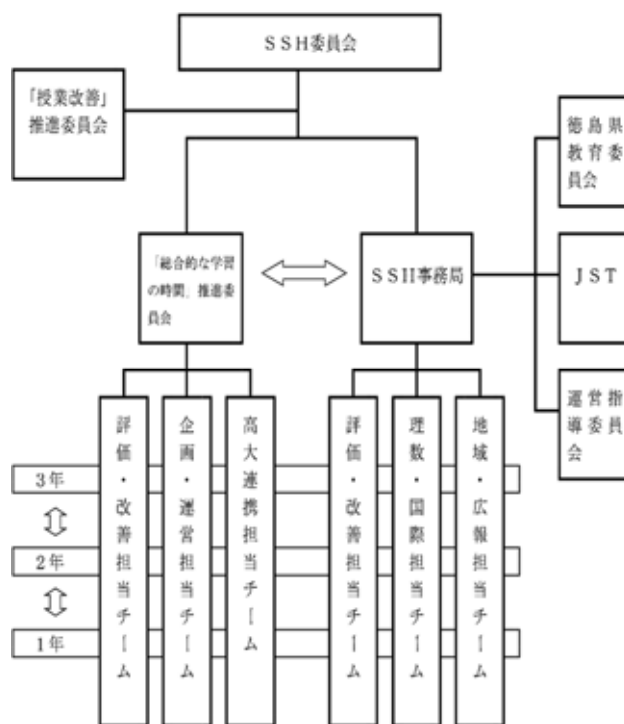 ＳＳＨ委員会
「授業改善」
推進委員会
徳島県
教育委
員会
「総合的な学習
の時間」推進委
員会
ＳＳＨ事務局
ＪＳＴ
運営指
導委員
会
評価・改善担当チーム
企画・運営担当チーム
高大連携担当チーム
評価・改善担当チーム
理数・国際担当チーム
地域・広報担当チーム
3年
2年
1年